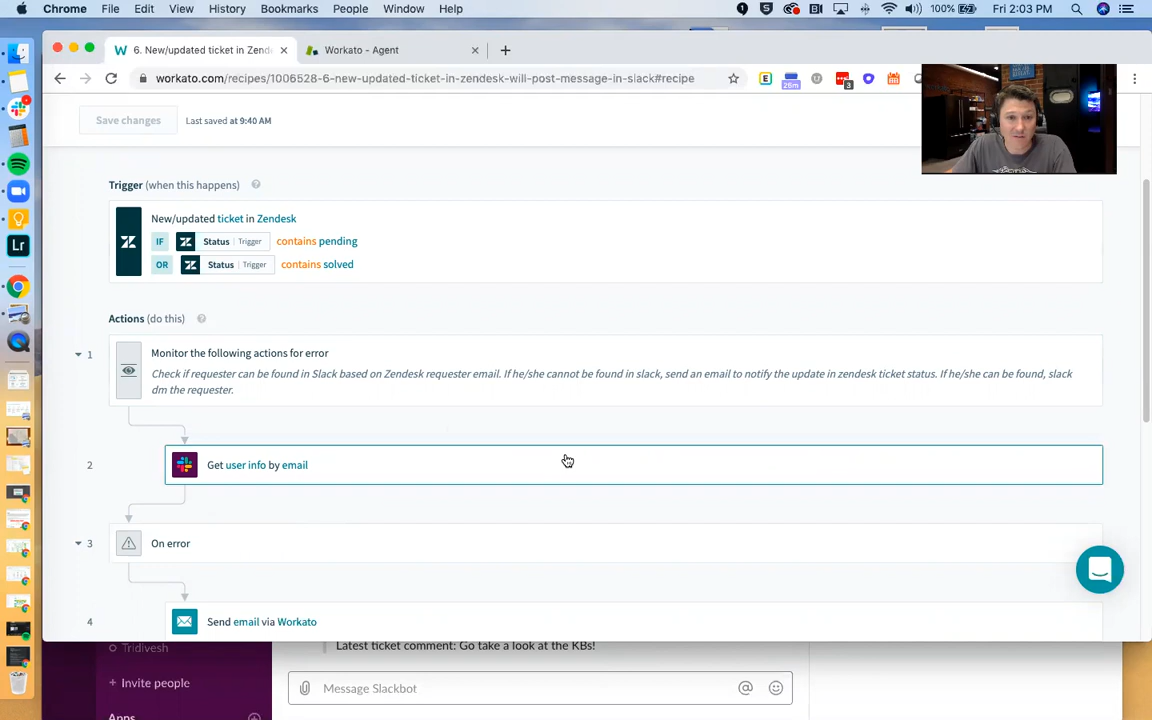 Chrome File Edit View History Bookmarks People Window Help
100% Fri 2:03 PM
6. New/updated ticket in Zende
Workato - Agent
workato.com/recipes/1006528-6-new-updated-ticket-in-zendesk-will-post-message-in-slack#recipe
E
28m
3
Save changes
Last saved at 9:40 AM
Trigger (when this happens)
New/updated ticket in Zendesk
IF Status | Trigger contains pending
OR Status | Trigger contains solved
Actions (do this)
1 Monitor the following actions for error
Check if requester can be found in Slack based on Zendesk requester email. If he/she cannot be found in slack, send an email to notify the update in zendesk ticket status. If he/she can be found, slack
dm the requester.
2 Get user info by email
3 On error
4 Send email via Workato
Lr
Tridivesh
Latest ticket comment: Go take a look at the KBs!
+ Invite people
Message Slackbot
@
Apps